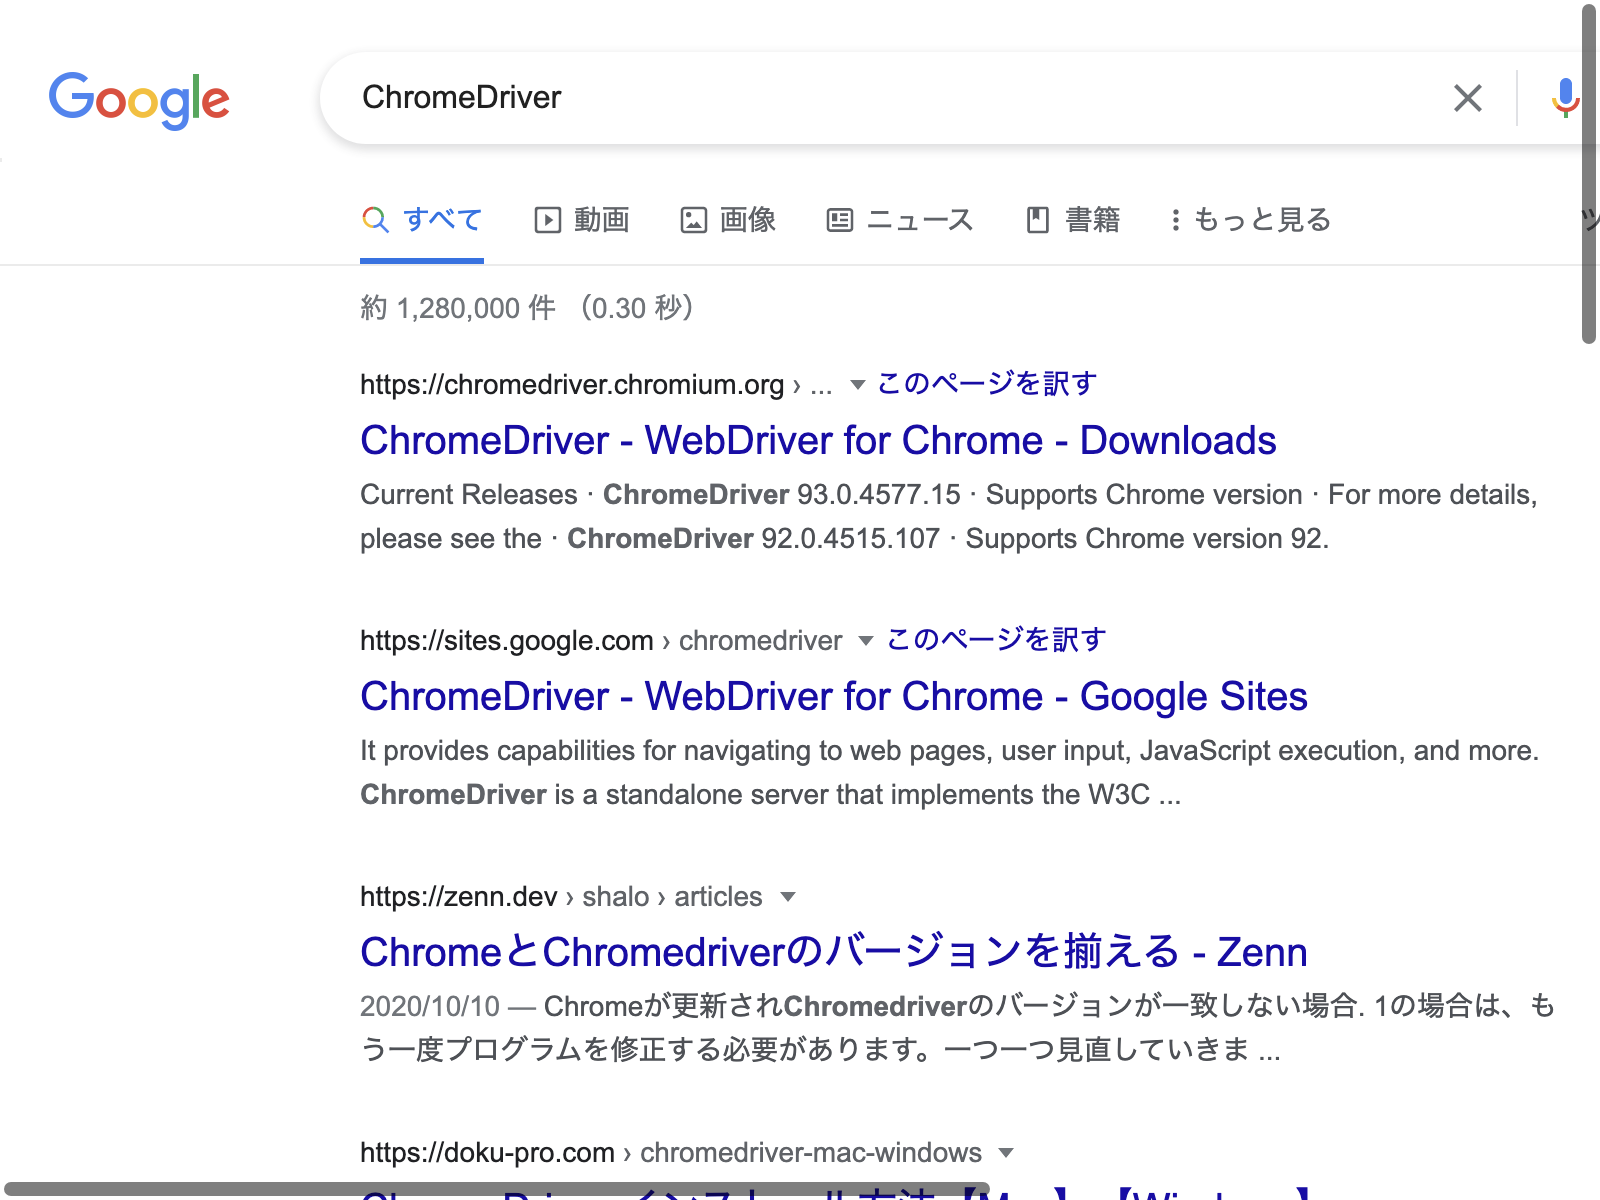 Google
ChromeDriver
すべて 動画 画像 ニュース 書籍 もっと見る
約 1,280,000 件 （0.30 秒）
https://chromedriver.chromium.org › ... このページを訳す
ChromeDriver - WebDriver for Chrome - Downloads
Current Releases · ChromeDriver 93.0.4577.15 · Supports Chrome version · For more details,
please see the · ChromeDriver 92.0.4515.107 · Supports Chrome version 92.
https://sites.google.com › chromedriver このページを訳す
ChromeDriver - WebDriver for Chrome - Google Sites
It provides capabilities for navigating to web pages, user input, JavaScript execution, and more.
ChromeDriver is a standalone server that implements the W3C ...
https://zenn.dev › shalo › articles
ChromeとChromedriverのバージョンを揃える - Zenn
2020/10/10 — Chromeが更新されChromedriverのバージョンが一致しない場合. 1の場合は、も
う一度プログラムを修正する必要があります。一つ一つ見直していきま ...
https://doku-pro.com › chromedriver-mac-windows